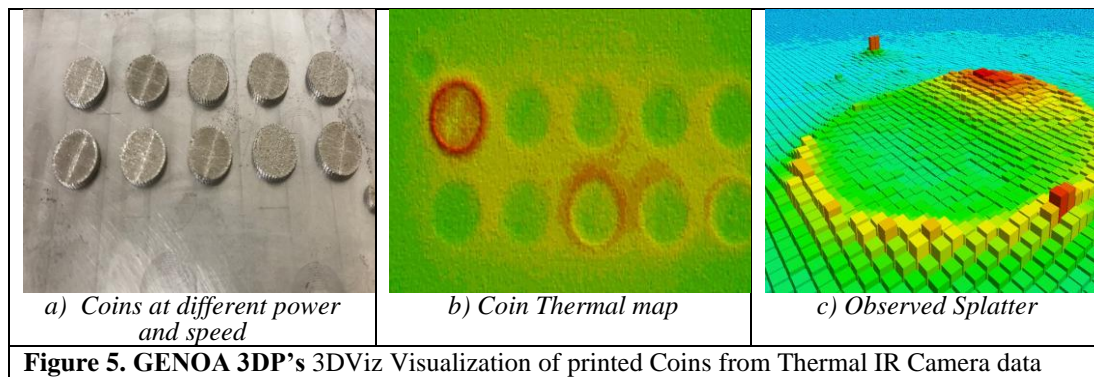 a) Coins at different power
and speed
b) Coin Thermal map
c) Observed Splatter
Figure 5. GENOA 3DP’s 3DViz Visualization of printed Coins from Thermal IR Camera data